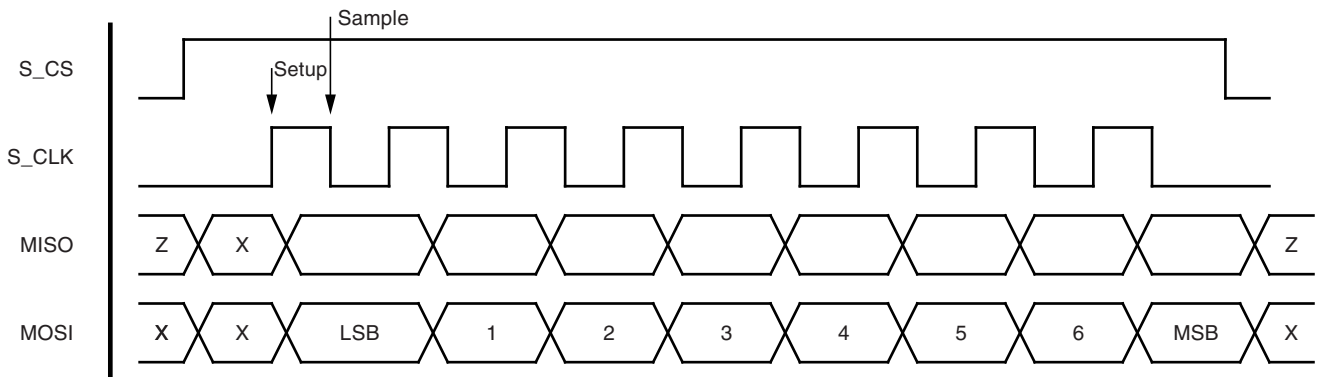 Sample
S_CS
Setup
S_CLK
MISO Z X Z
MOSI X X LSB 1 2 3 4 5 6 MSB X